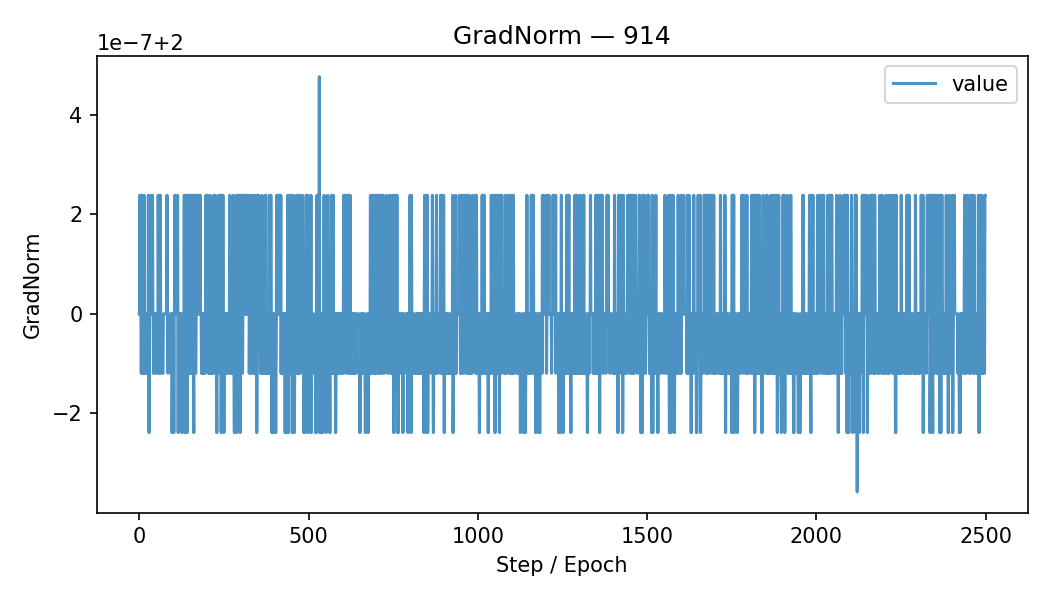 GradNorm — 914
1e−7+2
value
4
2
0
−2
GradNorm
0 500 1000 1500 2000 2500
Step / Epoch